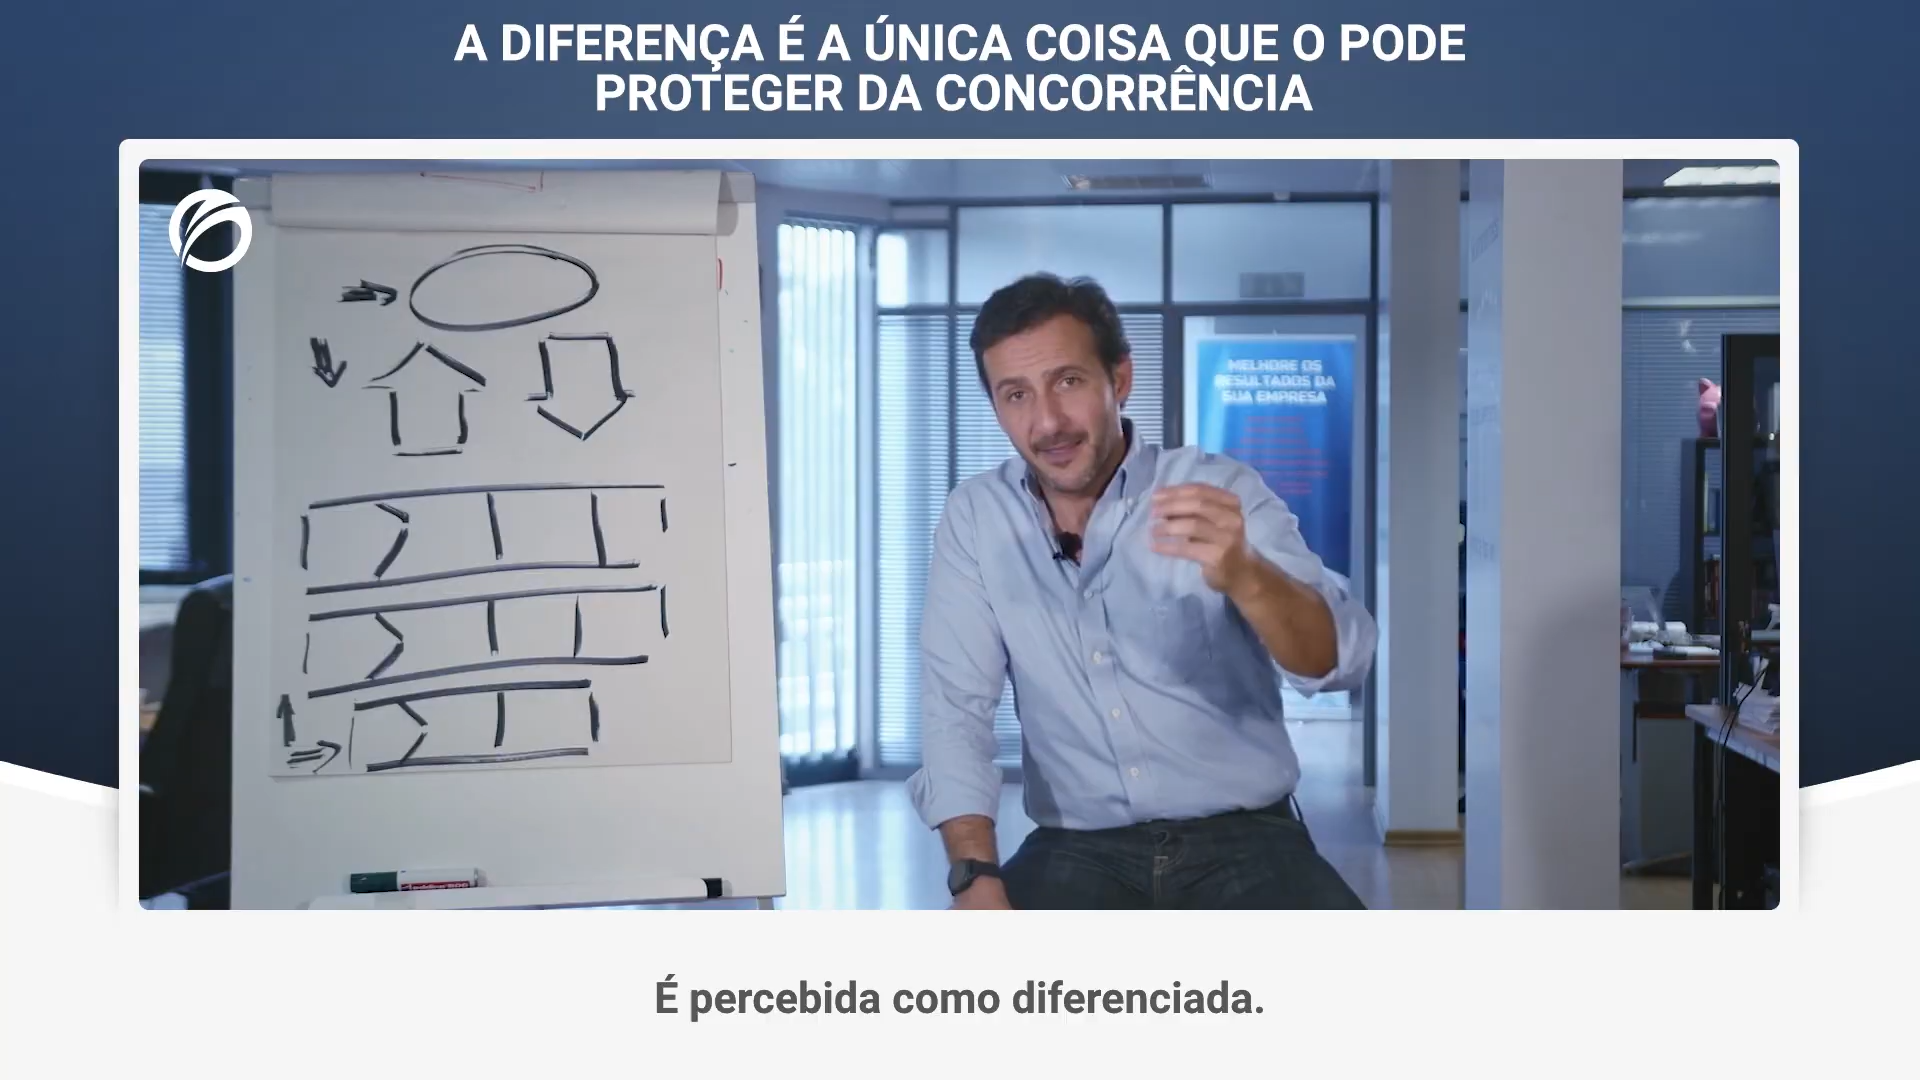 A DIFERENÇA É A ÚNICA COISA QUE O PODE
PROTEGER DA CONCORRÊNCIA
MELHORE OS
RESULTADOS DA
SUA EMPRESA
É percebida como diferenciada.